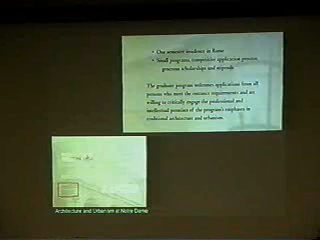 • One semester residence in Rome
• Small programs, competitive application process,
generous scholarships and stipends
The graduate program welcomes applications from all
persons who meet the entrance requirements and are
willing to critically engage the professional and
intellectual premises of the program's emphasis in
traditional architecture and urbanism.
Architecture and Urbanism at Notre Dame